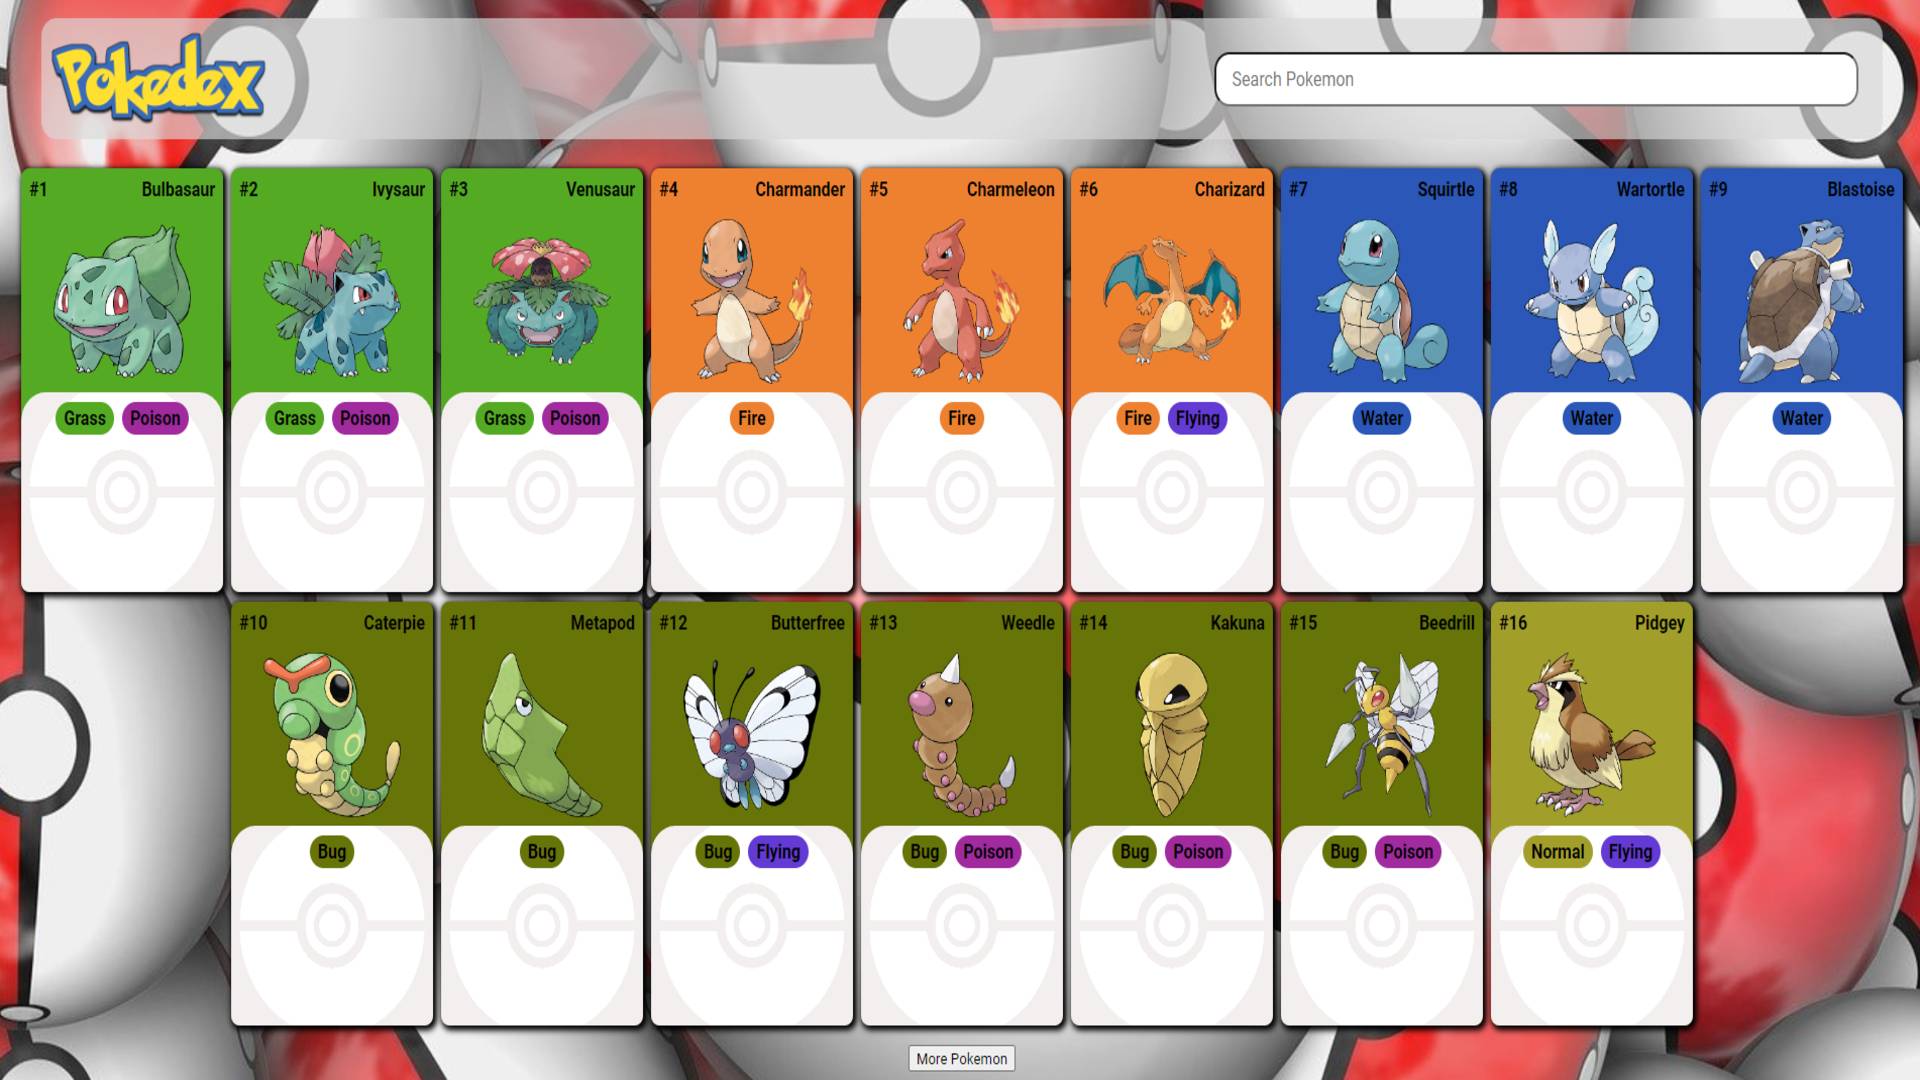 Pokedex
Search Pokemon
#1 Bulbasaur
Grass Poison
#2 Ivysaur
Grass Poison
#3 Venusaur
Grass Poison
#4 Charmander
Fire
#5 Charmeleon
Fire
#6 Charizard
Fire Flying
#7 Squirtle
Water
#8 Wartortle
Water
#9 Blastoise
Water
#10 Caterpie
Bug
#11 Metapod
Bug
#12 Butterfree
Bug Flying
#13 Weedle
Bug Poison
#14 Kakuna
Bug Poison
#15 Beedrill
Bug Poison
#16 Pidgey
Normal Flying
More Pokemon